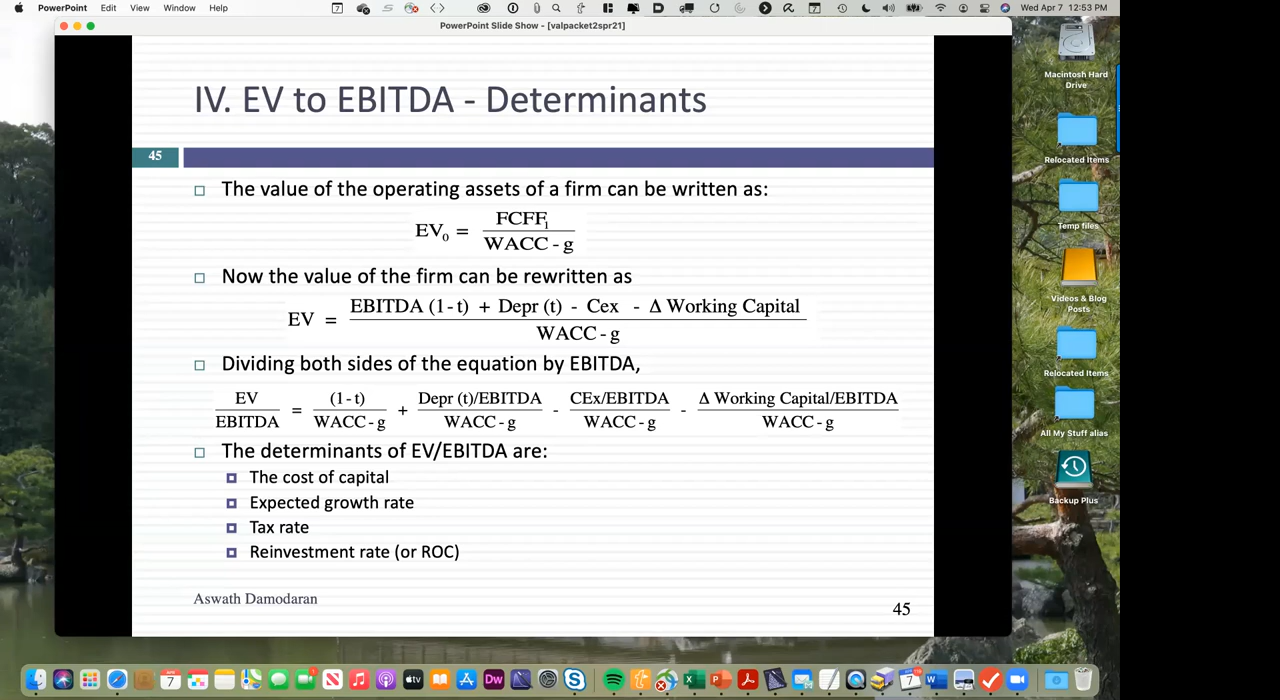 PowerPoint Edit View Window Help
Wed Apr 7 12:53 PM
PowerPoint Slide Show - [valpacket2spr21]
IV. EV to EBITDA - Determinants
45
The value of the operating assets of a firm can be written as:
EV₀ = FCFF₁ / WACC - g
Now the value of the firm can be rewritten as
EV = EBITDA (1- t) + Depr (t) - Cex - Δ Working Capital / WACC - g
Dividing both sides of the equation by EBITDA,
EV / EBITDA = (1- t) / WACC - g + Depr (t)/EBITDA / WACC - g - CEx/EBITDA / WACC - g - Δ Working Capital/EBITDA / WACC - g
The determinants of EV/EBITDA are:
The cost of capital
Expected growth rate
Tax rate
Reinvestment rate (or ROC)
Aswath Damodaran
45
Macintosh Hard
Drive
Relocated Items
Temp files
Videos & Blog
Posts
Relocated Items
All My Stuff alias
Backup Plus